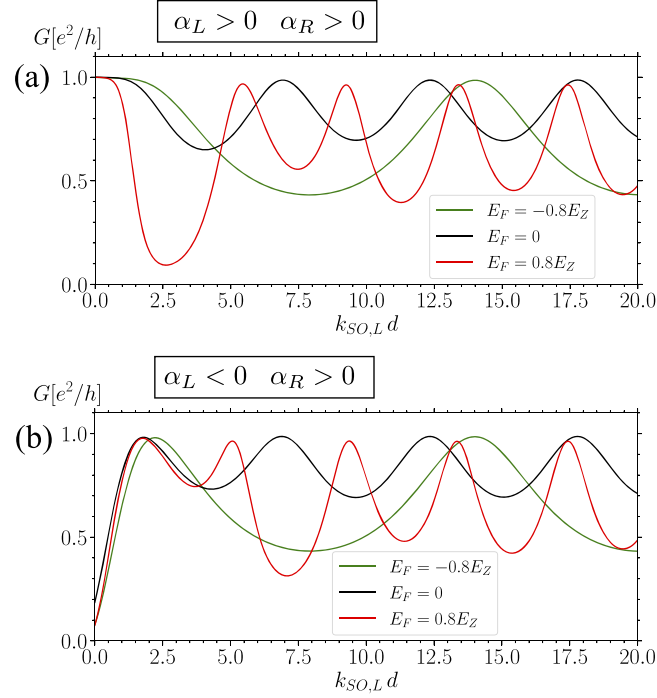 α_L > 0 α_R > 0
G[e²/h]
(a)
1.0
0.5
0.0
E_F = −0.8E_Z
E_F = 0
E_F = 0.8E_Z
0.0 2.5 5.0 7.5 10.0 12.5 15.0 17.5 20.0
k_{SO,L} d
α_L < 0 α_R > 0
G[e²/h]
(b)
1.0
0.5
0.0
E_F = −0.8E_Z
E_F = 0
E_F = 0.8E_Z
0.0 2.5 5.0 7.5 10.0 12.5 15.0 17.5 20.0
k_{SO,L} d